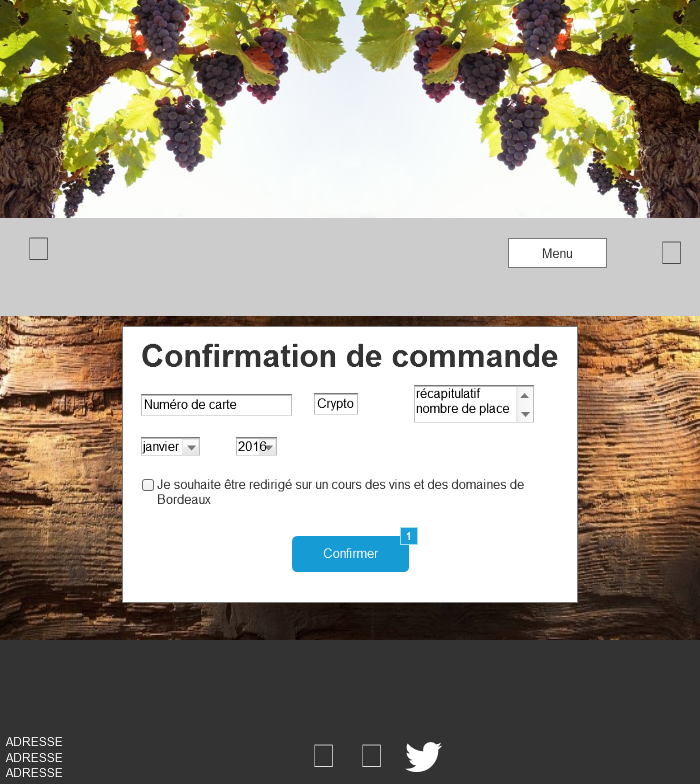 Menu
Confirmation de commande
Numéro de carte
Crypto
récapitulatif
nombre de place
janvier
2016
Je souhaite être redirigé sur un cours des vins et des domaines de
Bordeaux
1
Confirmer
ADRESSE
ADRESSE
ADRESSE